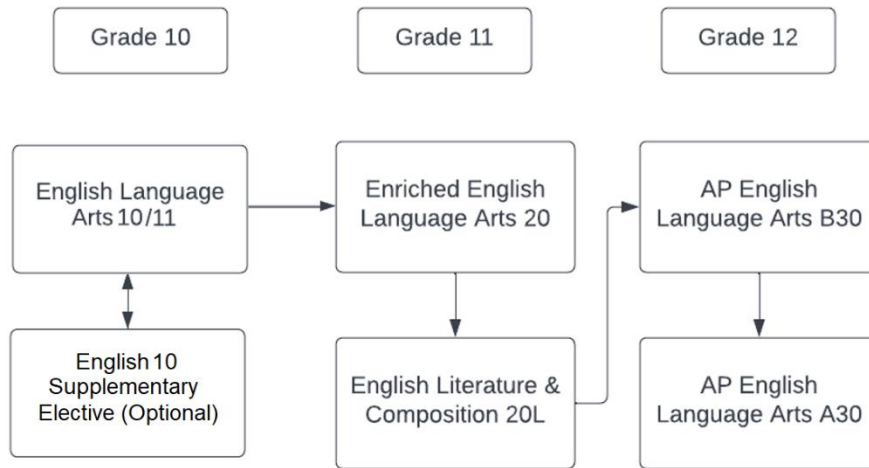 Grade 10
Grade 11
Grade 12
English Language
Arts 10/11
Enriched English
Language Arts 20
AP English
Language Arts B30
English 10
Supplementary
Elective (Optional)
English Literature &
Composition 20L
AP English
Language Arts A30